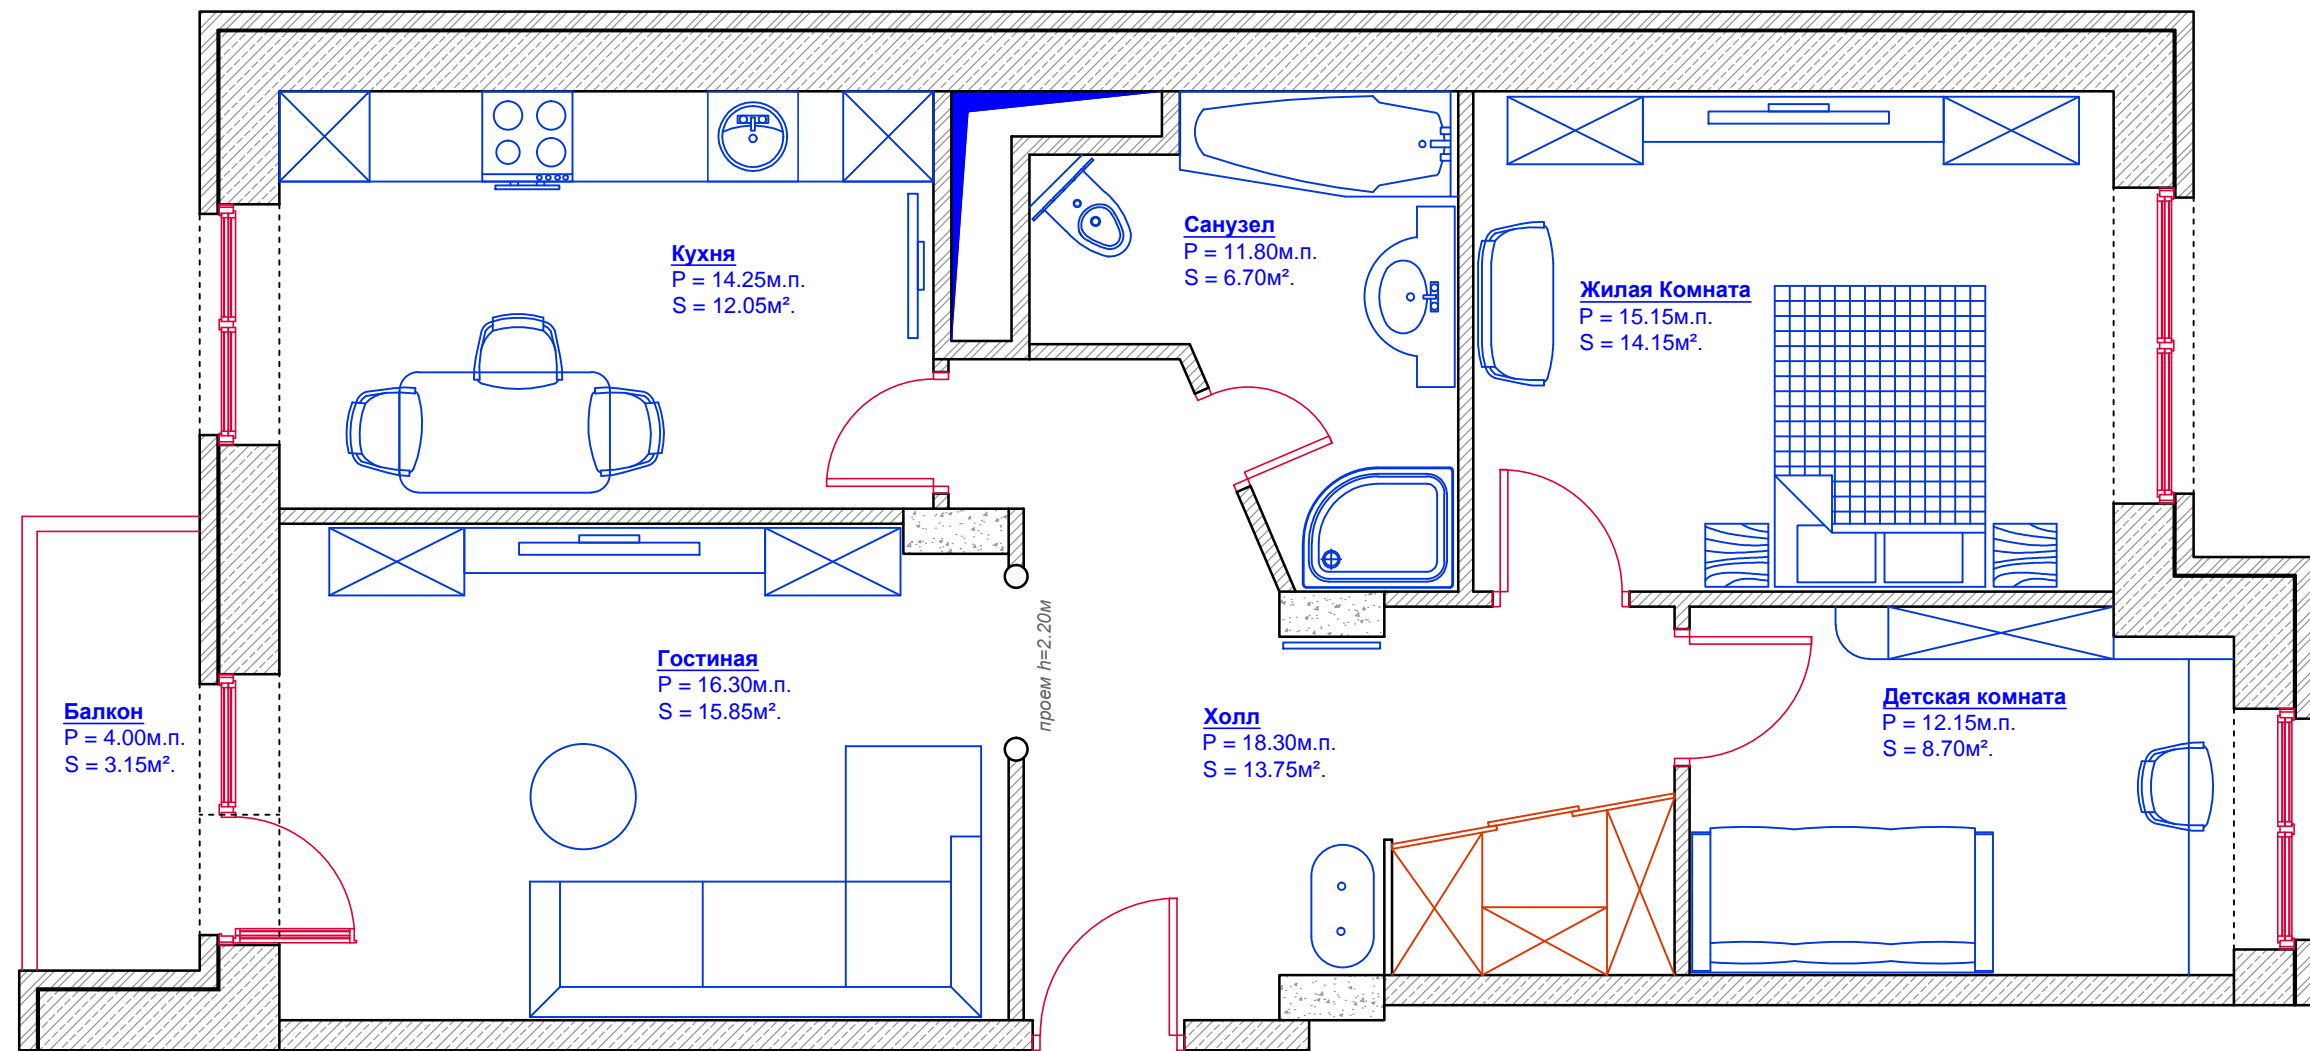 Кухня
P = 14.25м.п.
S = 12.05м².
Санузел
P = 11.80м.п.
S = 6.70м².
Жилая Комната
P = 15.15м.п.
S = 14.15м².
Гостиная
P = 16.30м.п.
S = 15.85м².
проем h=2.20м
Балкон
P = 4.00м.п.
S = 3.15м².
Холл
P = 18.30м.п.
S = 13.75м².
Детская комната
P = 12.15м.п.
S = 8.70м².